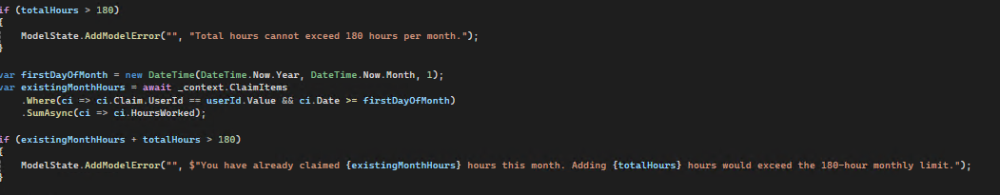 if (totalHours > 180)
{
ModelState.AddModelError("", "Total hours cannot exceed 180 hours per month.");
}
var firstDayOfMonth = new DateTime(DateTime.Now.Year, DateTime.Now.Month, 1);
var existingMonthHours = await _context.ClaimItems
.Where(ci => ci.Claim.UserId == userId.Value && ci.Date >= firstDayOfMonth)
.SumAsync(ci => ci.HoursWorked);
if (existingMonthHours + totalHours > 180)
{
ModelState.AddModelError("", $"You have already claimed {existingMonthHours} hours this month. Adding {totalHours} hours would exceed the 180-hour monthly limit.");
}